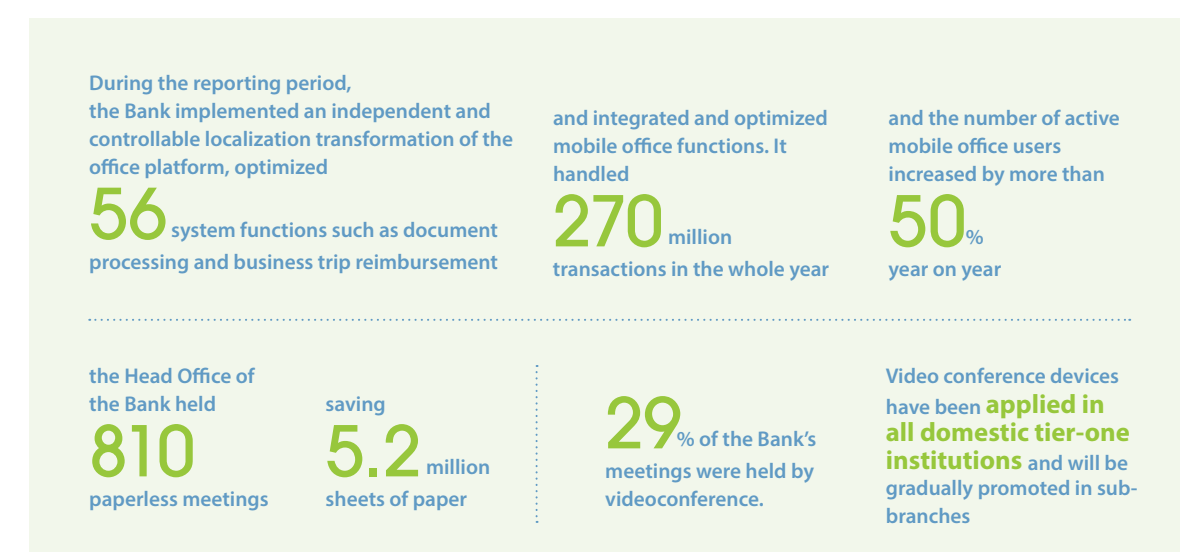 During the reporting period,
the Bank implemented an independent and
controllable localization transformation of the
office platform, optimized
56 system functions such as document
processing and business trip reimbursement
and integrated and optimized
mobile office functions. It
handled
270 million
transactions in the whole year
and the number of active
mobile office users
increased by more than
50%
year on year
the Head Office of
the Bank held
810
paperless meetings
saving
5.2 million
sheets of paper
29% of the Bank's
meetings were held by
videoconference.
Video conference devices
have been applied in
all domestic tier-one
institutions and will be
gradually promoted in sub-
branches